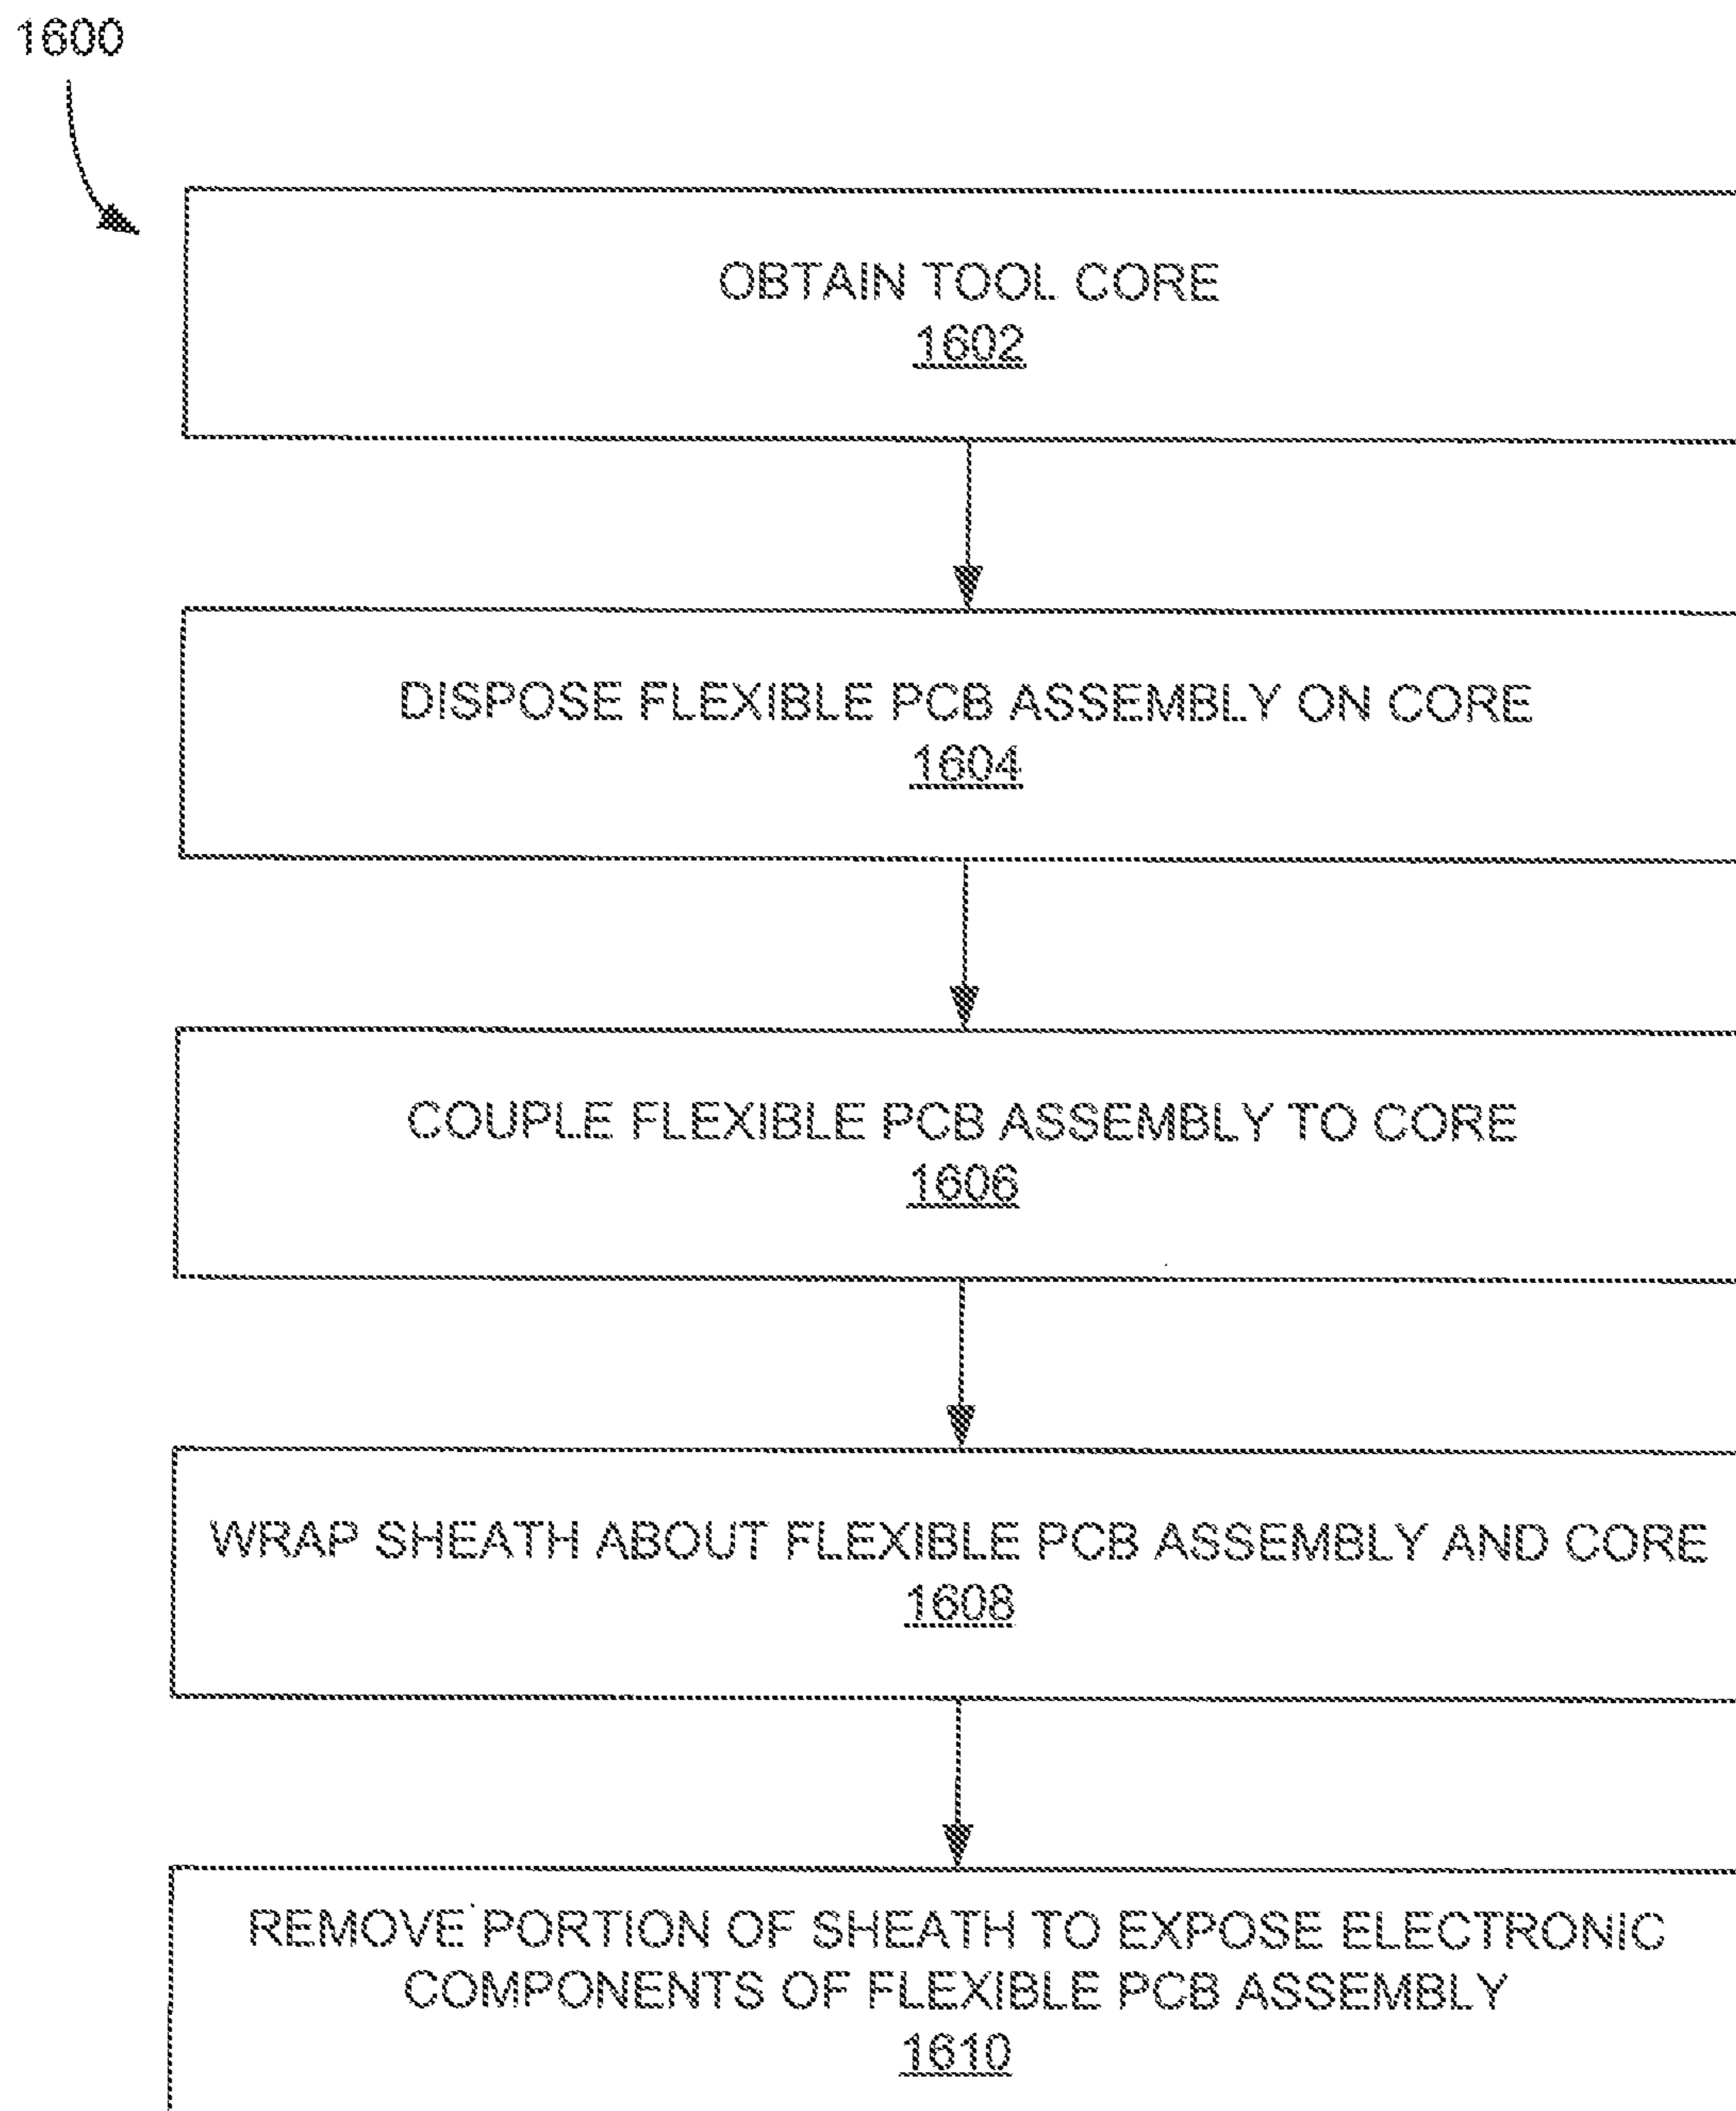 1600
OBTAIN TOOL CORE
1602
DISPOSE FLEXIBLE PCB ASSEMBLY ON CORE
1604
COUPLE FLEXIBLE PCB ASSEMBLY TO CORE
1606
WRAP SHEATH ABOUT FLEXIBLE PCB ASSEMBLY AND CORE
1608
REMOVE PORTION OF SHEATH TO EXPOSE ELECTRONIC
COMPONENTS OF FLEXIBLE PCB ASSEMBLY
1610